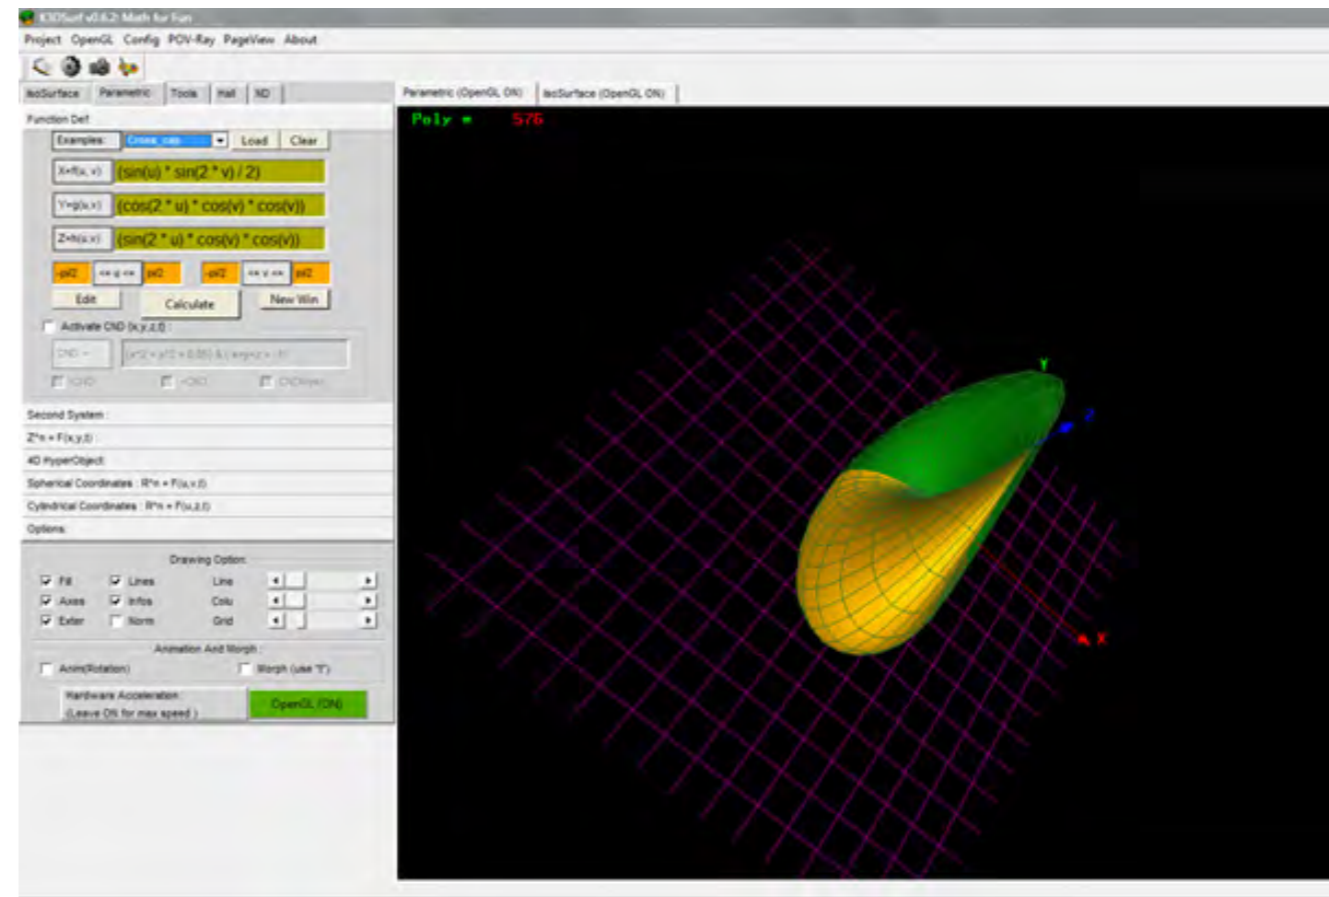 K3DSurf v0.6.2: Math for Fun
Project OpenGL Config POV-Ray PageView About
IsoSurface Parametric Tools Hall ND
Parametric (OpenGL ON) IsoSurface (OpenGL ON)
Function Def:
Poly = 576
Examples: Cross_cap Load Clear
X=f(u, v) (sin(u) * sin(2 * v) / 2)
Y=g(u,v) (cos(2 * u) * cos(v) * cos(v))
Z=h(u,v) (sin(2 * u) * cos(v) * cos(v))
-pi/2 <= u <= pi/2 -pi/2 <= v <= pi/2
Edit Calculate New Win
Activate CND (x,y,z,t) :
CND =
Second System :
Z^n = F(x,y,t) :
4D HyperObject:
Spherical Coordinates : R^n = F(u,v,t):
Cylindrical Coordinates : R^n = F(u,z,t):
Options:
Y
Z
X
Drawing Option:
Fill Lines Line
Axes Infos Colu
Exter Norm Grid
Animation And Morph :
Anim(Rotation) Morph (use "t")
Hardware Acceleration :
(Leave ON for max speed )
OpenGL (ON)